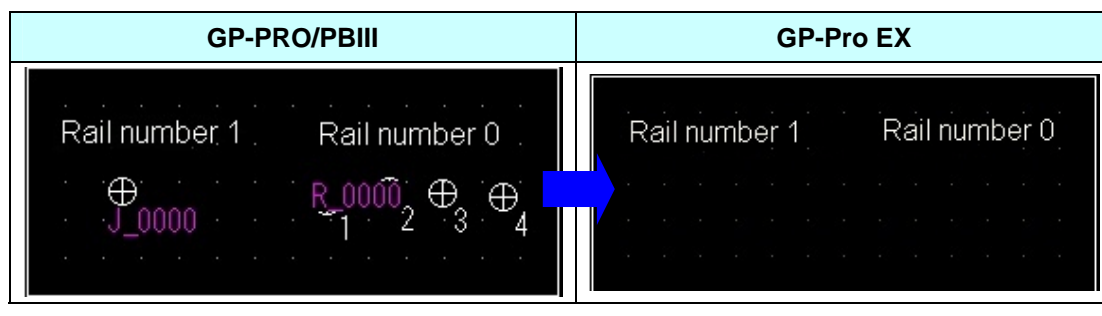 GP-PRO/PBIII
GP-Pro EX
Rail number 1
Rail number 0
R_0000
J_0000
1
2
3
4
Rail number 1
Rail number 0